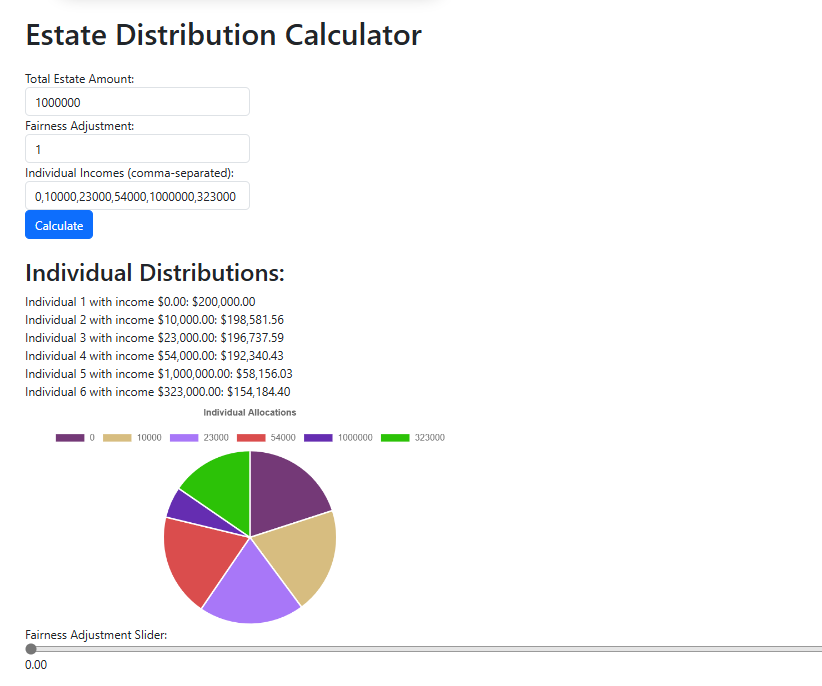 Estate Distribution Calculator
Total Estate Amount:
1000000
Fairness Adjustment:
1
Individual Incomes (comma-separated):
0,10000,23000,54000,1000000,323000
Calculate
Individual Distributions:
Individual 1 with income $0.00: $200,000.00
Individual 2 with income $10,000.00: $198,581.56
Individual 3 with income $23,000.00: $196,737.59
Individual 4 with income $54,000.00: $192,340.43
Individual 5 with income $1,000,000.00: $58,156.03
Individual 6 with income $323,000.00: $154,184.40
Individual Allocations
0 10000 23000 54000 1000000 323000
Fairness Adjustment Slider:
0.00